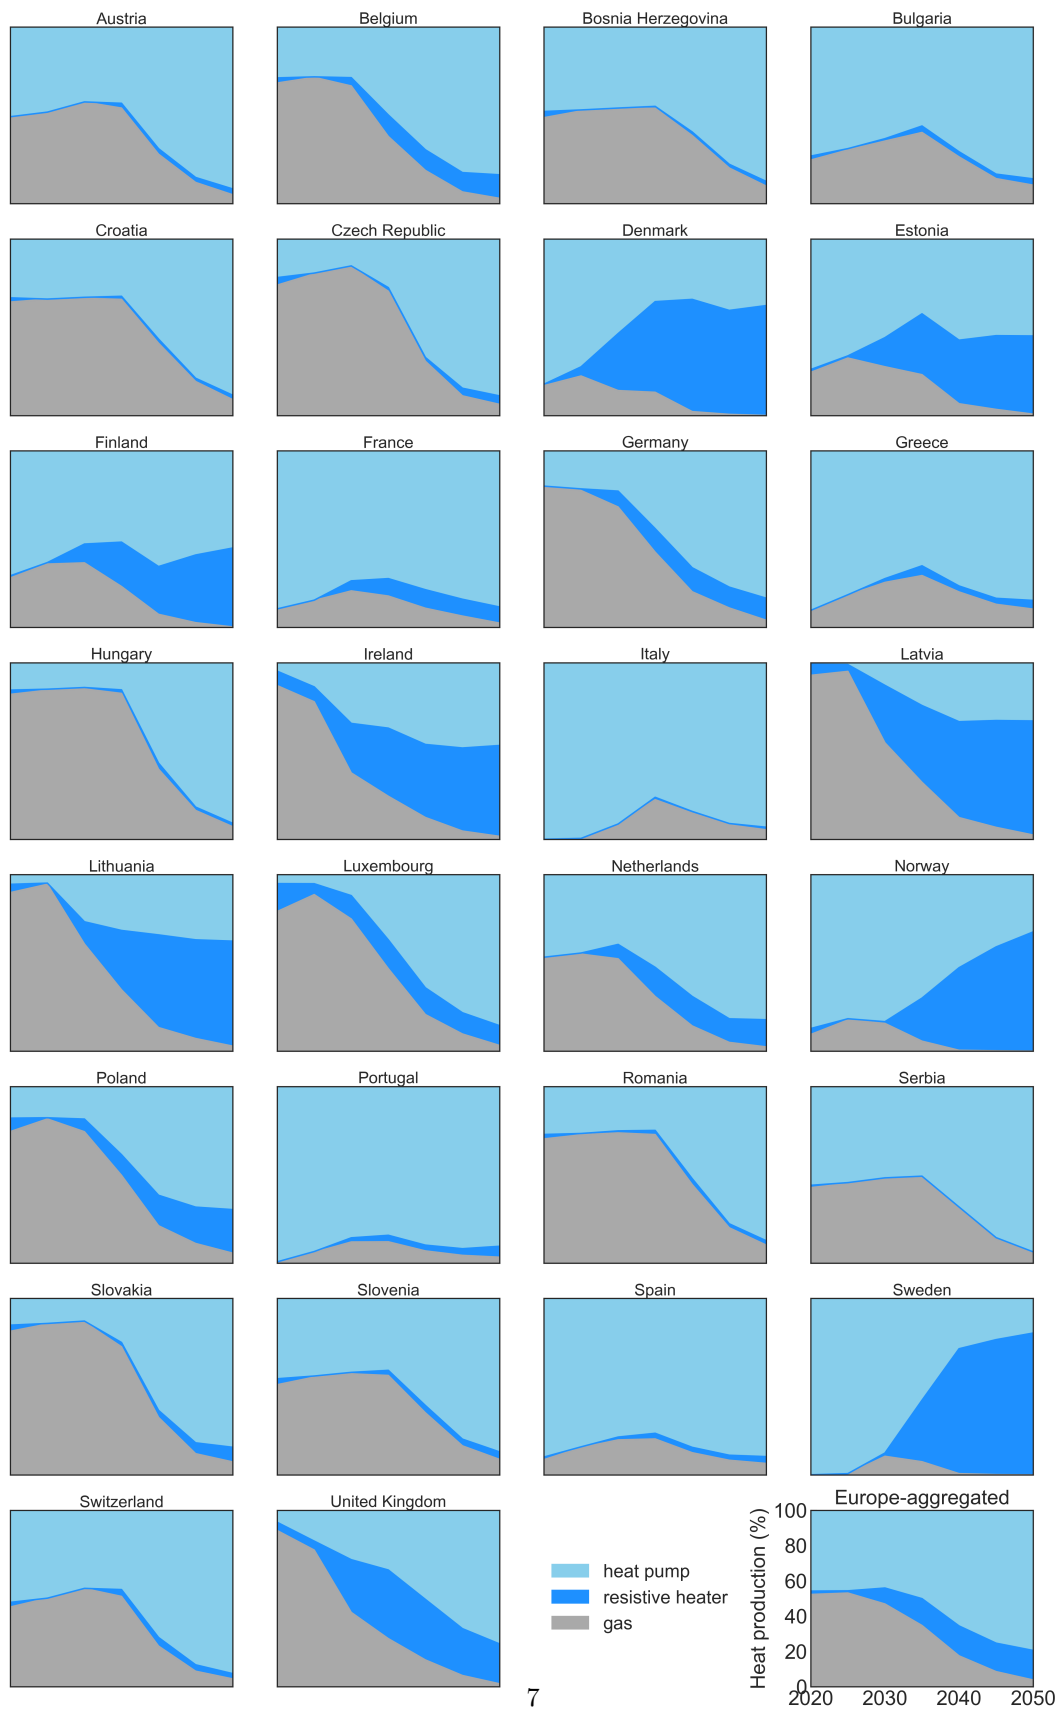 Austria
Belgium
Bosnia Herzegovina
Bulgaria
Croatia
Czech Republic
Denmark
Estonia
Finland
France
Germany
Greece
Hungary
Ireland
Italy
Latvia
Lithuania
Luxembourg
Netherlands
Norway
Poland
Portugal
Romania
Serbia
Slovakia
Slovenia
Spain
Sweden
Switzerland
United Kingdom
heat pump
resistive heater
gas
Europe-aggregated
Heat production (%)
100
80
60
40
20
0
2020 2030 2040 2050
7